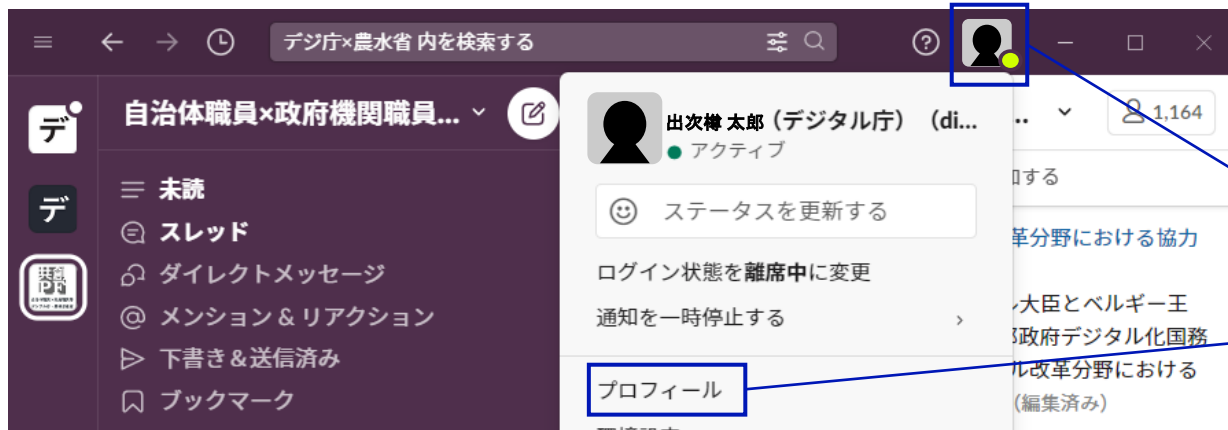 デジ庁×農水省 内を検索する
自治体職員×政府機関職員...
デ
デ
共創
PF
未読
スレッド
ダイレクトメッセージ
メンション & リアクション
下書き & 送信済み
ブックマーク
出次樽 太郎（デジタル庁）（di...
アクティブ
ステータスを更新する
ログイン状態を離席中に変更
通知を一時停止する
プロフィール
..
1,164
加する
革分野における協力
大臣とベルギー王
政府デジタル化国務
ル改革分野における
（編集済み）